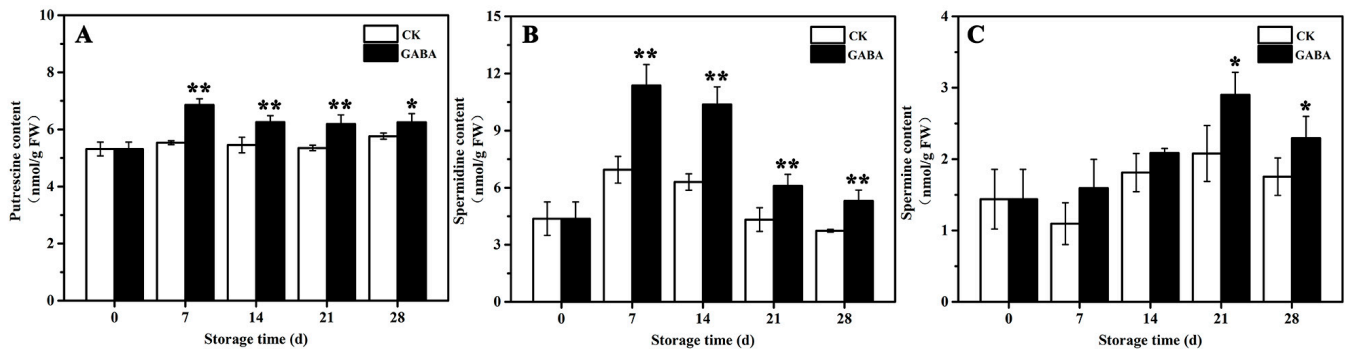 A
CK
GABA
Putrescine content
（nmol/g FW）
10
8
6
4
2
0
**
**
**
*
0 7 14 21 28
Storage time (d)
B
CK
GABA
Spermidine content
（nmol/g FW）
15
12
9
6
3
0
**
**
**
**
0 7 14 21 28
Storage time (d)
C
CK
GABA
Spermine content
（nmol/g FW）
4
3
2
1
0
*
*
0 7 14 21 28
Storage time (d)